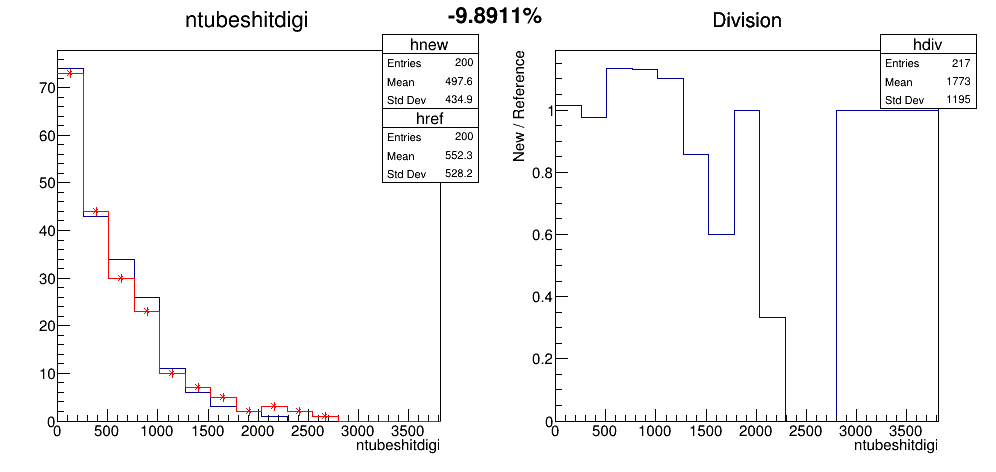 -9.8911%
ntubeshitdigi
hnew
Entries 200
Mean 497.6
Std Dev 434.9
href
Entries 200
Mean 552.3
Std Dev 528.2
70
60
50
40
30
20
10
0
0 500 1000 1500 2000 2500 3000 3500
ntubeshitdigi
Division
hdiv
Entries 217
Mean 1773
Std Dev 1195
New / Reference
1
0.8
0.6
0.4
0.2
0
0 500 1000 1500 2000 2500 3000 3500
ntubeshitdigi